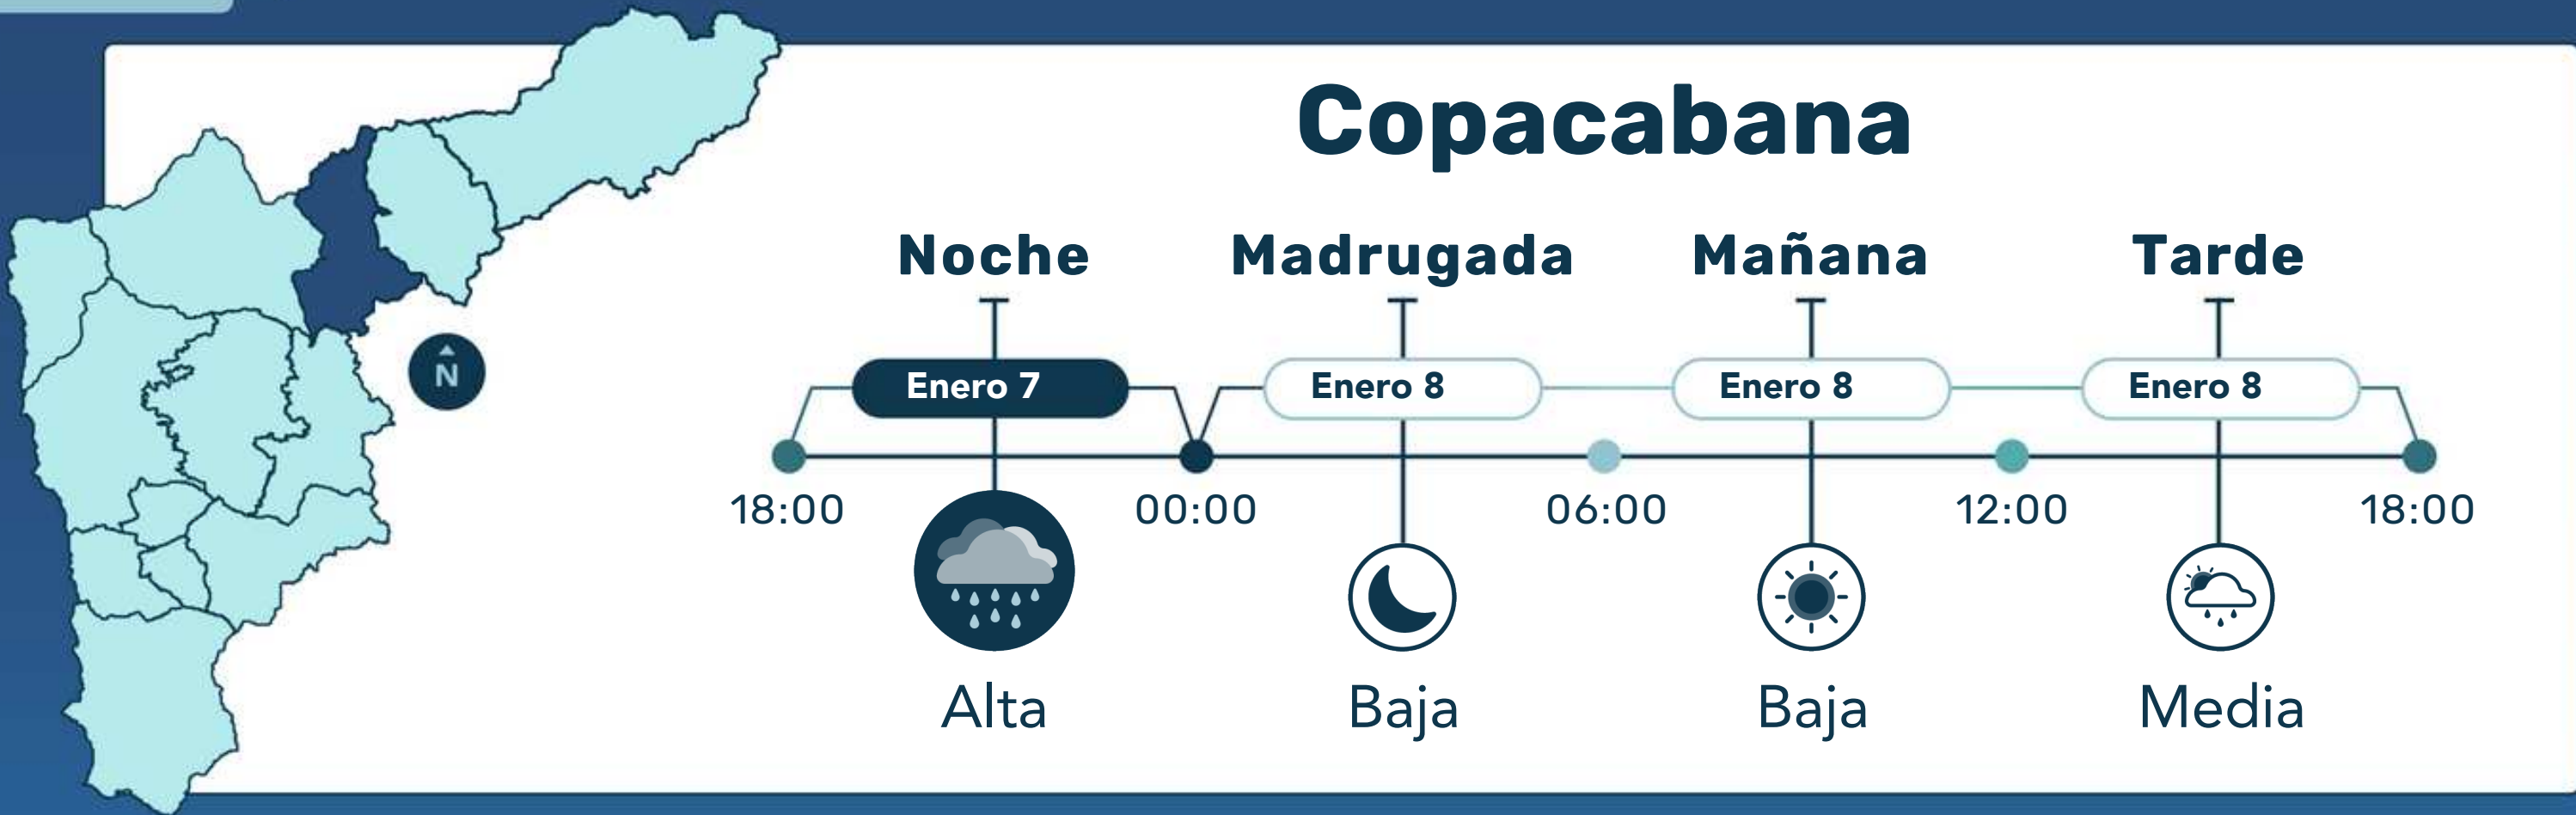 Copacabana
Noche Madrugada Mañana Tarde
N
Enero 7 Enero 8 Enero 8 Enero 8
18:00 00:00 06:00 12:00 18:00
Alta Baja Baja Media